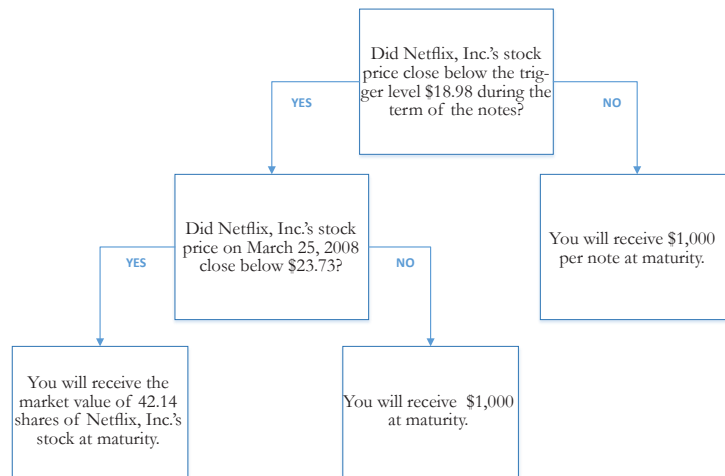 Did Netflix, Inc.'s stock
price close below the trig-
ger level $18.98 during the
term of the notes?
YES
NO
Did Netflix, Inc.'s stock
price on March 25, 2008
close below $23.73?
You will receive $1,000
per note at maturity.
YES
NO
You will receive the
market value of 42.14
shares of Netflix, Inc.'s
stock at maturity.
You will receive $1,000
at maturity.